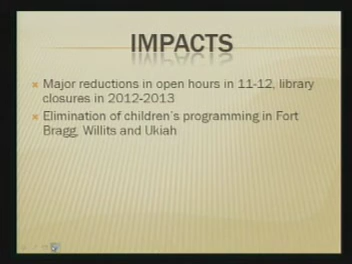 IMPACTS
Major reductions in open hours in 11-12, library
closures in 2012-2013
Elimination of children's programming in Fort
Bragg, Willits and Ukiah